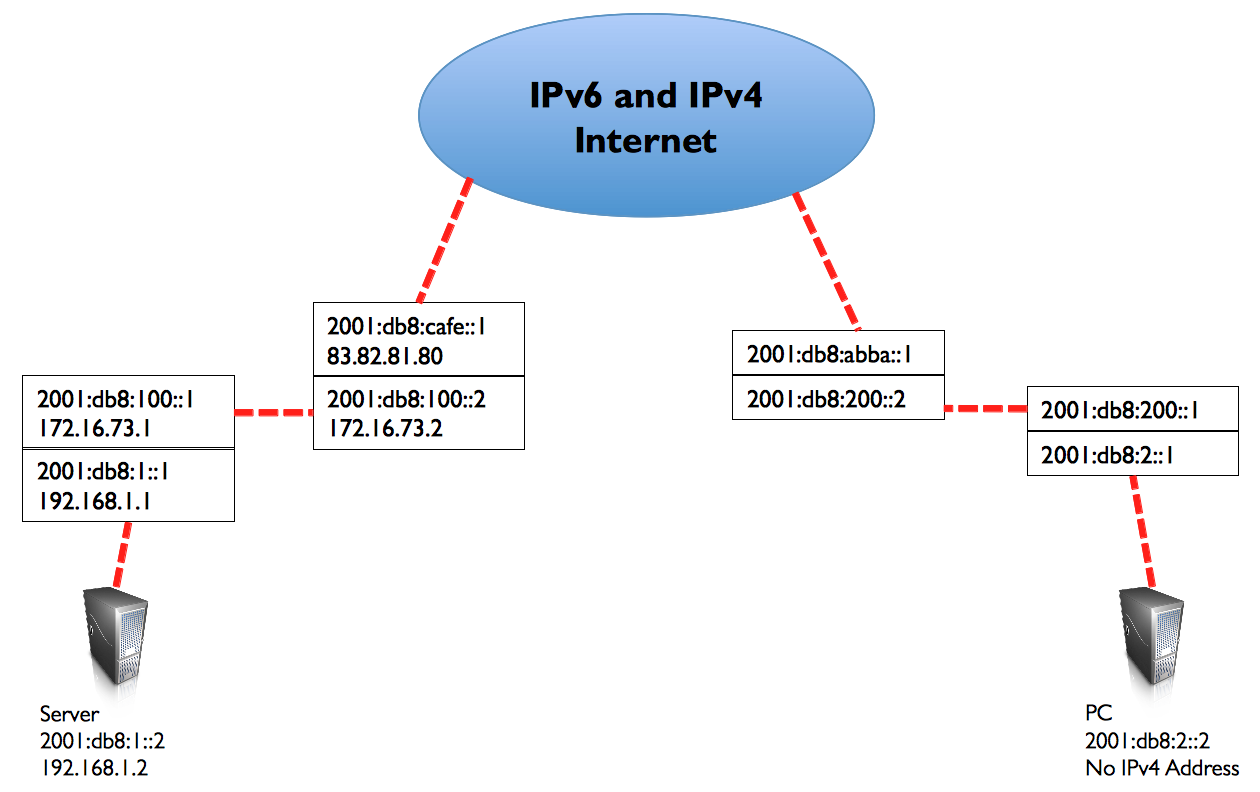 IPv6 and IPv4
Internet
2001:db8:cafe::1
83.82.81.80
2001:db8:100::2
172.16.73.2
2001:db8:100::1
172.16.73.1
2001:db8:1::1
192.168.1.1
Server
2001:db8:1::2
192.168.1.2
2001:db8:abba::1
2001:db8:200::2
2001:db8:200::1
2001:db8:2::1
PC
2001:db8:2::2
No IPv4 Address